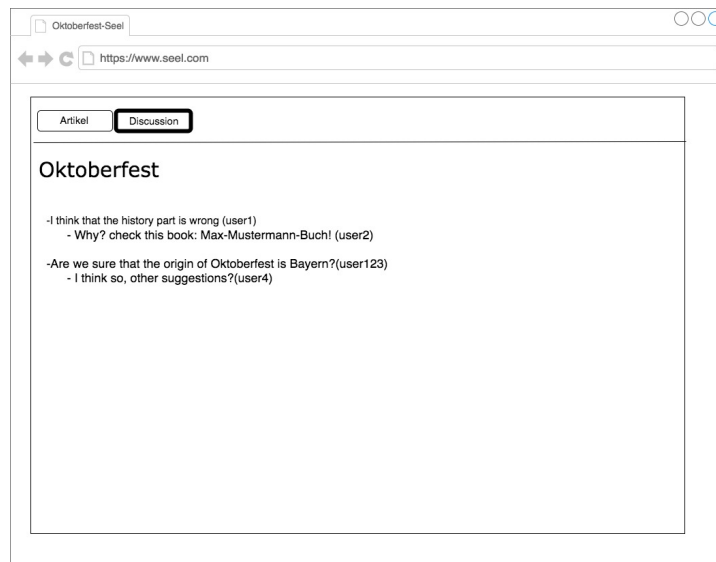 Oktoberfest-Seel
https://www.seel.com
Artikel
Discussion
Oktoberfest
-I think that the history part is wrong (user1)
- Why? check this book: Max-Mustermann-Buch! (user2)
-Are we sure that the origin of Oktoberfest is Bayern?(user123)
- I think so, other suggestions?(user4)